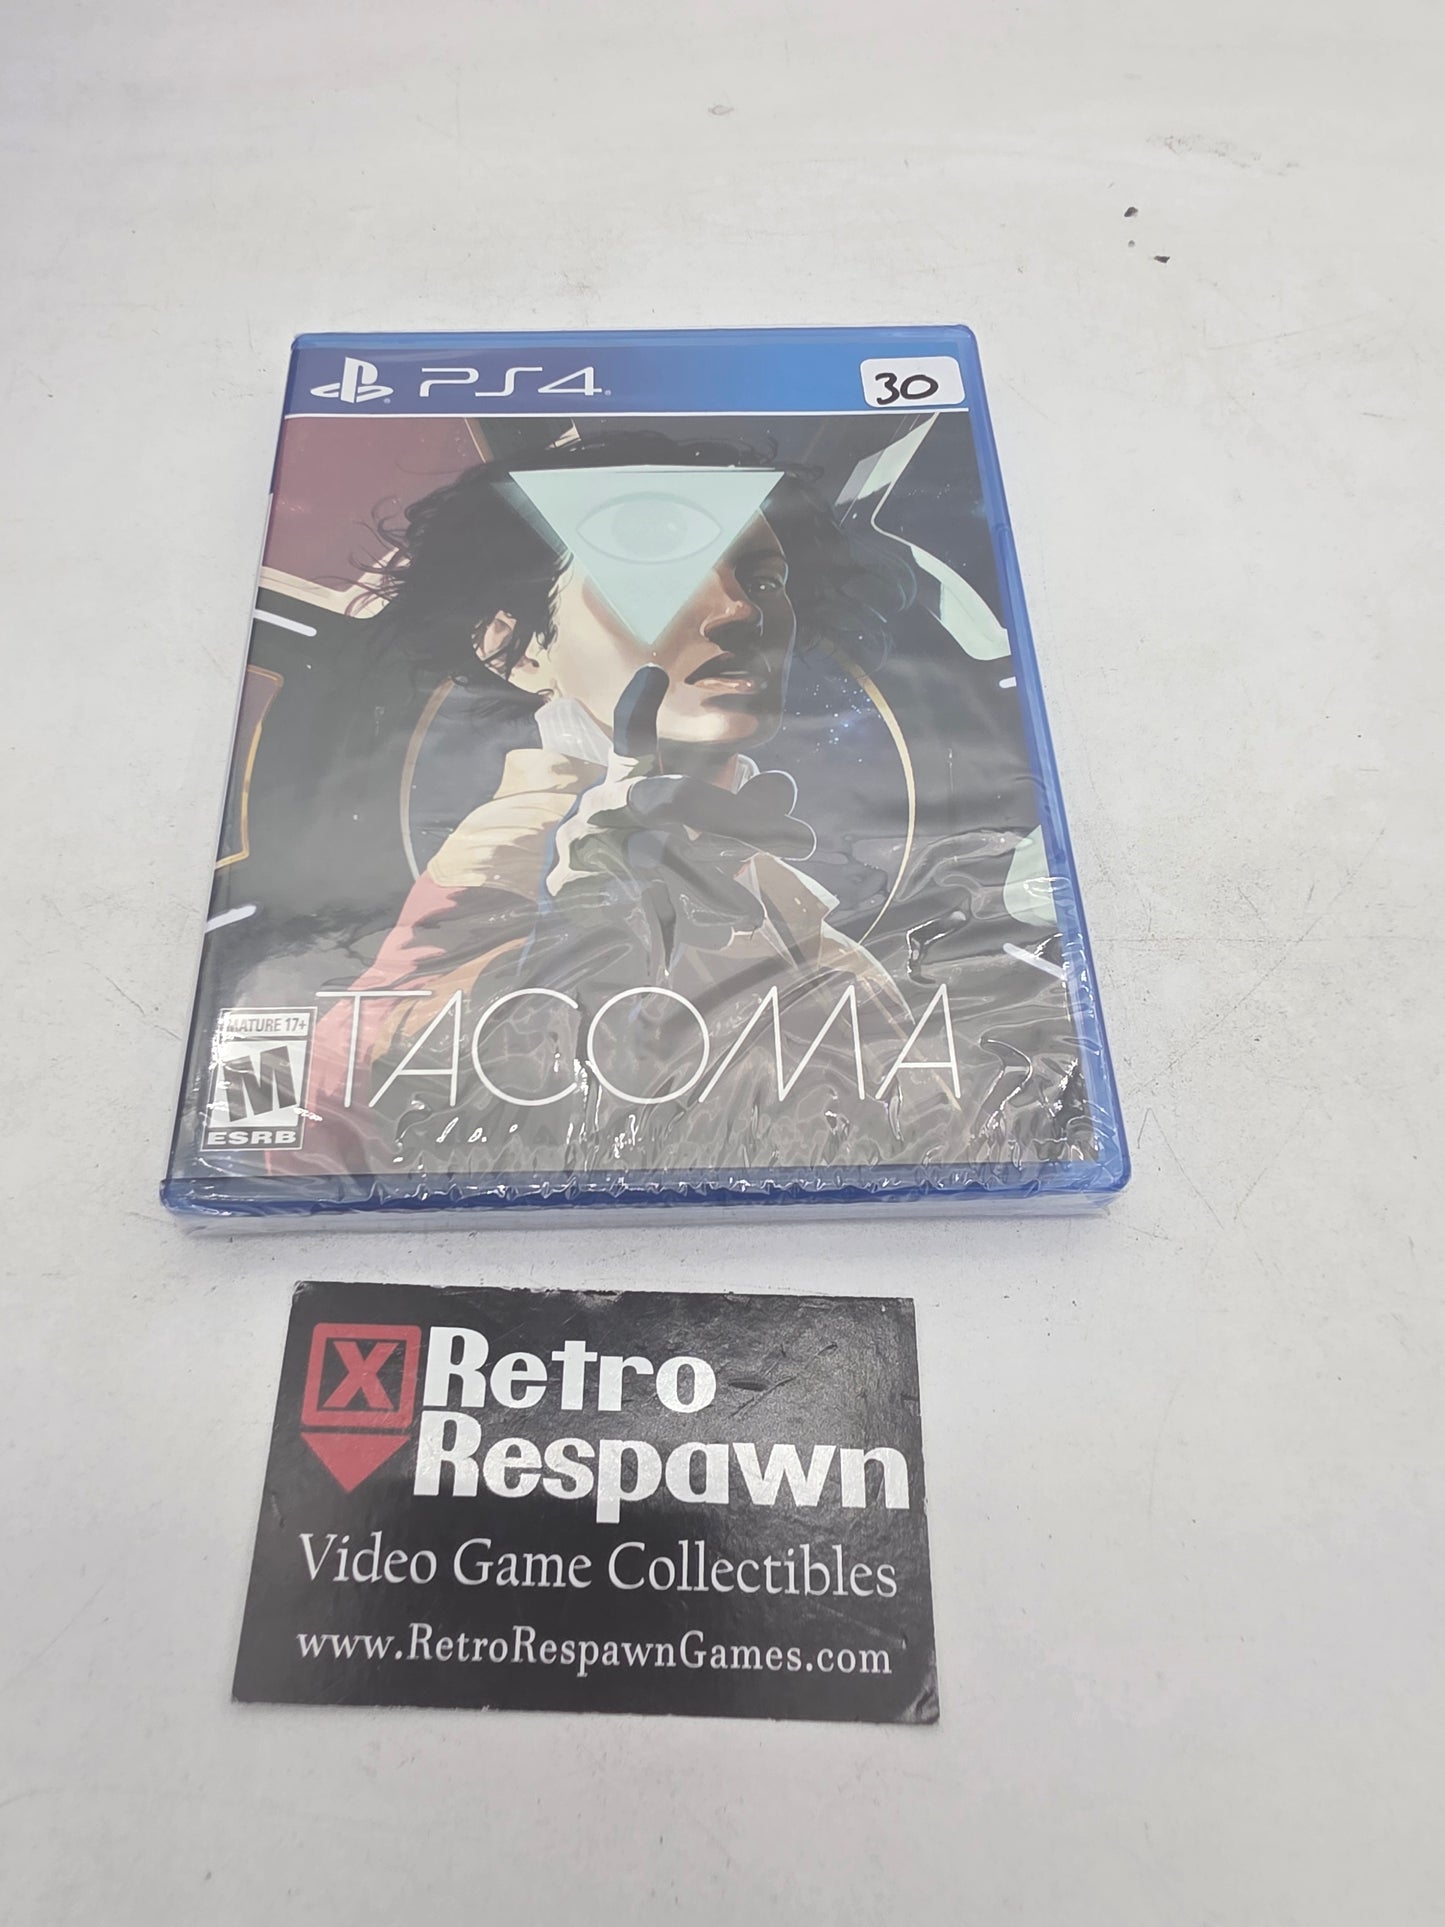 PS4
30
TACOMA
MATURE 17+
M
ESRB
X
Retro
Respawn
Video Game Collectibles
www.RetroRespawnGames.com